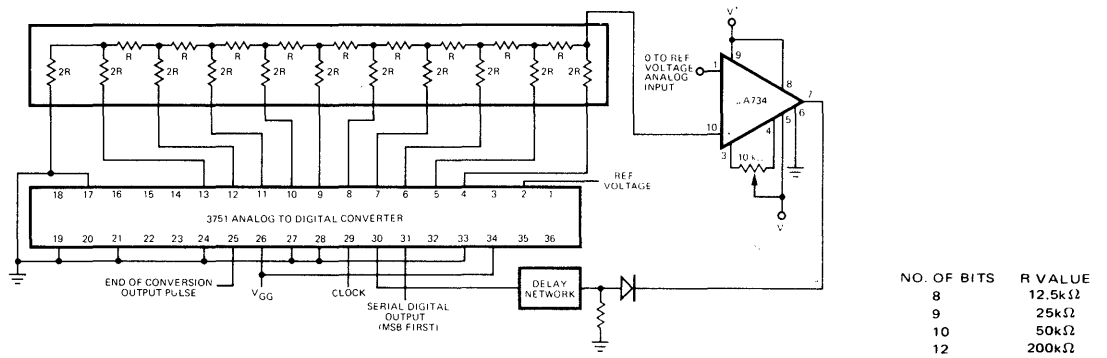 R R R R R R R R R
2R 2R 2R 2R 2R 2R 2R 2R 2R 2R 2R
V+
9
0 TO REF
VOLTAGE
ANALOG
INPUT
1
8
A734
7
10
-
3
4
5
6
10 k
V
18 17 16 15 14 13 12 11 10 9 8 7 6 5 4 3 2 1
REF
VOLTAGE
3751 ANALOG TO DIGITAL CONVERTER
19 20 21 22 23 24 25 26 27 28 29 30 31 32 33 34 35 36
END OF CONVERSION
OUTPUT PULSE
VGG
CLOCK
SERIAL DIGITAL
OUTPUT
(MSB FIRST)
DELAY
NETWORK
NO. OF BITS R VALUE
8 12.5kΩ
9 25kΩ
10 50kΩ
12 200kΩ